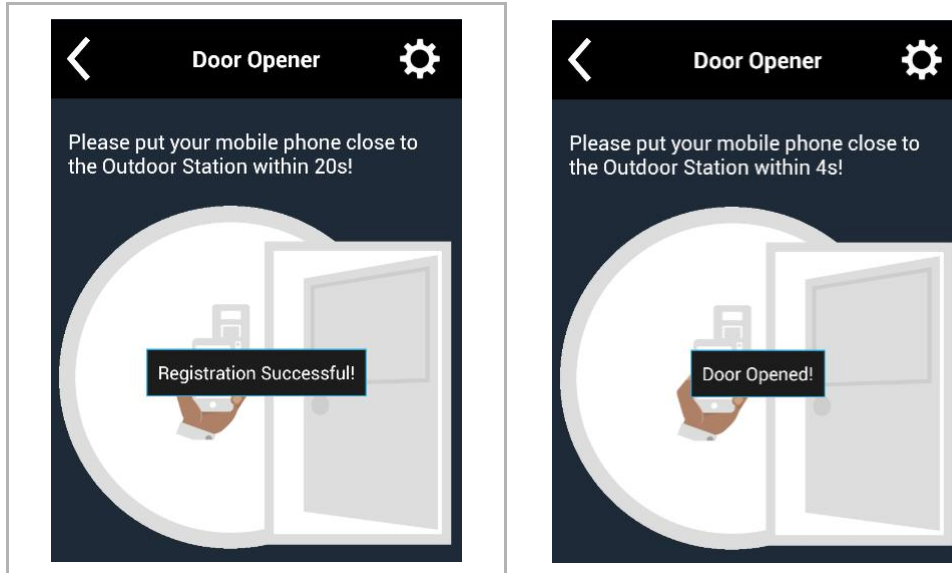 Door Opener
Please put your mobile phone close to
the Outdoor Station within 20s!
Registration Successful!
Door Opener
Please put your mobile phone close to
the Outdoor Station within 4s!
Door Opened!